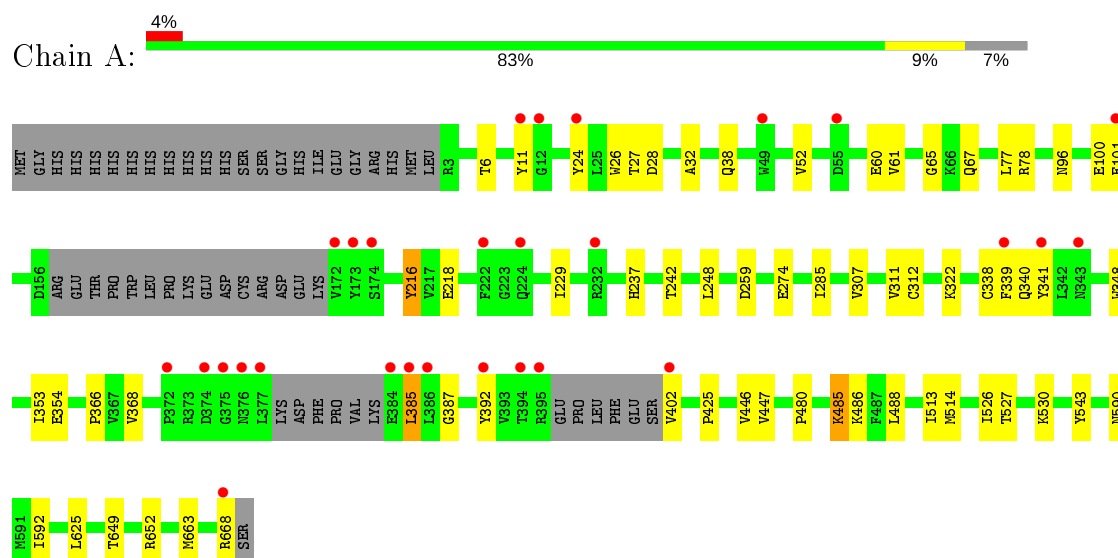 4%
Chain A:
83% 9% 7%
MET GLY HIS HIS HIS HIS HIS HIS HIS HIS HIS HIS SER SER GLY HIS ILE GLU GLY ARG HIS MET LEU R3 T6 Y11 G12 Y24 L25 W26 T27 D28 A32 Q38 W49 V52 D55 E60 V61 G65 K66 Q67 L77 R78 N96 E100
D156 ARG GLU THR PRO TRP LEU PRO LYS GLU ASP CYS ARG ASP GLU LYS V172 Y173 S174 Y216 V217 E218 F222 G223 Q224 I229 R232 H237 T242 L248 D259 E274 I285 V307 V311 C312 K322 C338 F339 Q340 Y341 L342 N343 W348
I353 E354 P366 V367 V368 P372 R373 D374 G375 N376 L377 LYS ASP PHE PRO VAL LYS E384 L385 L386 G387 Y392 V393 T394 R395 GLU PRO LEU PHE GLU SER V402 P425 V446 V447 P480 K485 K486 F487 L488 I513 M514 I526 T527 K530 Y543 N590
M591 I592 L625 T649 R652 M663 R668 SER